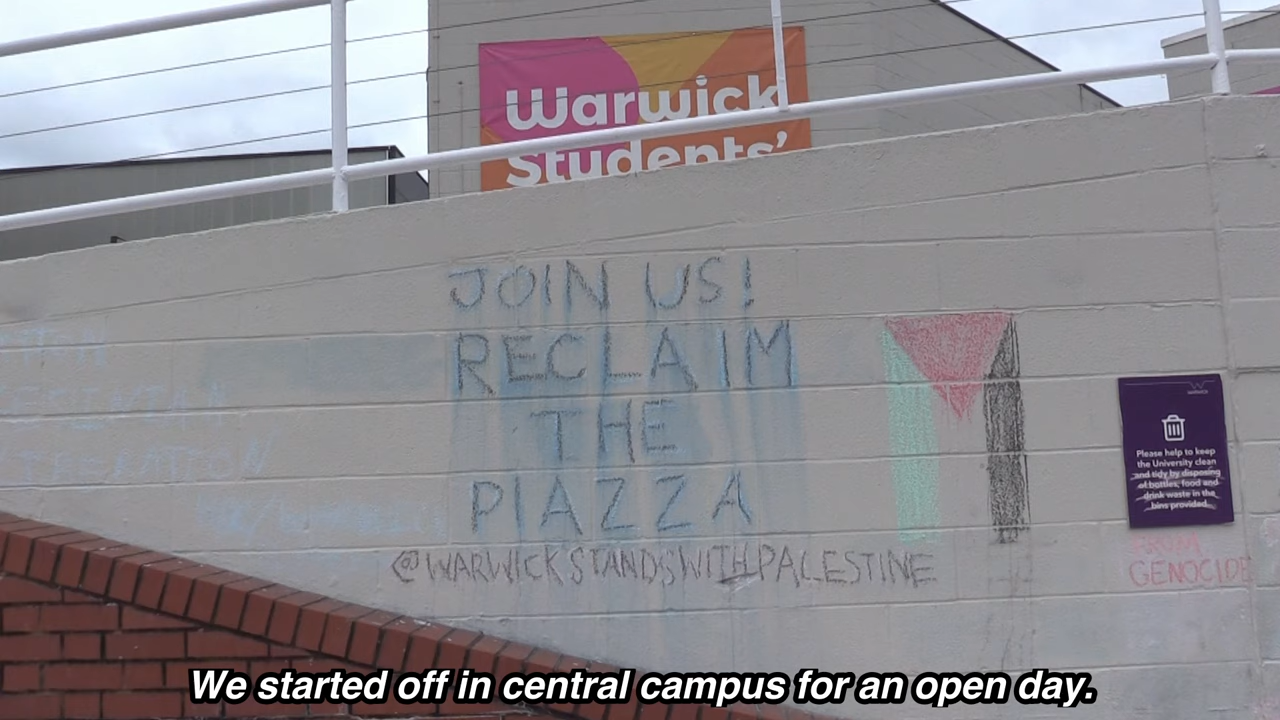 Warwick
Students'
JOIN US!
RECLAIM
THE
PIAZZA
@WARWICKSTANDSWITHPALESTINE
WARWICK
Please help to keep
the University clean
and tidy by disposing
of bottles, food and
drink waste in the
bins provided.
FROM
GENOCIDE
We started off in central campus for an open day.